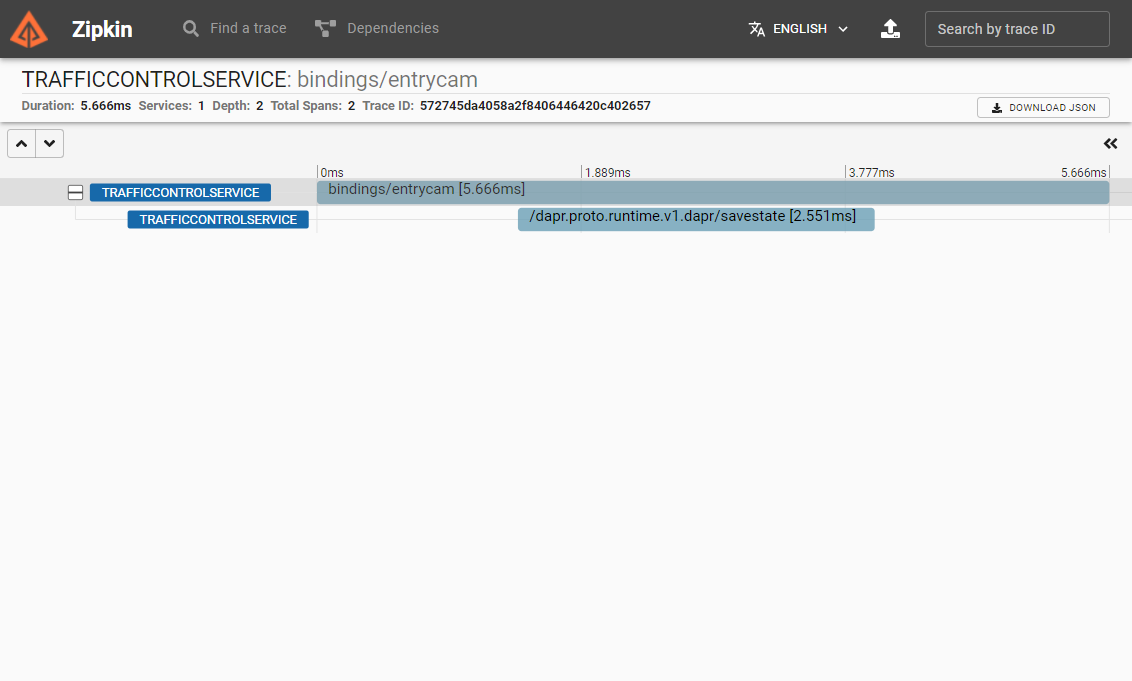 Zipkin Find a trace Dependencies ENGLISH Search by trace ID
TRAFFICCONTROLSERVICE: bindings/entrycam
Duration: 5.666ms Services: 1 Depth: 2 Total Spans: 2 Trace ID: 572745da4058a2f8406446420c402657 DOWNLOAD JSON
0ms 1.889ms 3.777ms 5.666ms
TRAFFICCONTROLSERVICE bindings/entrycam [5.666ms]
TRAFFICCONTROLSERVICE /dapr.proto.runtime.v1.dapr/savestate [2.551ms]